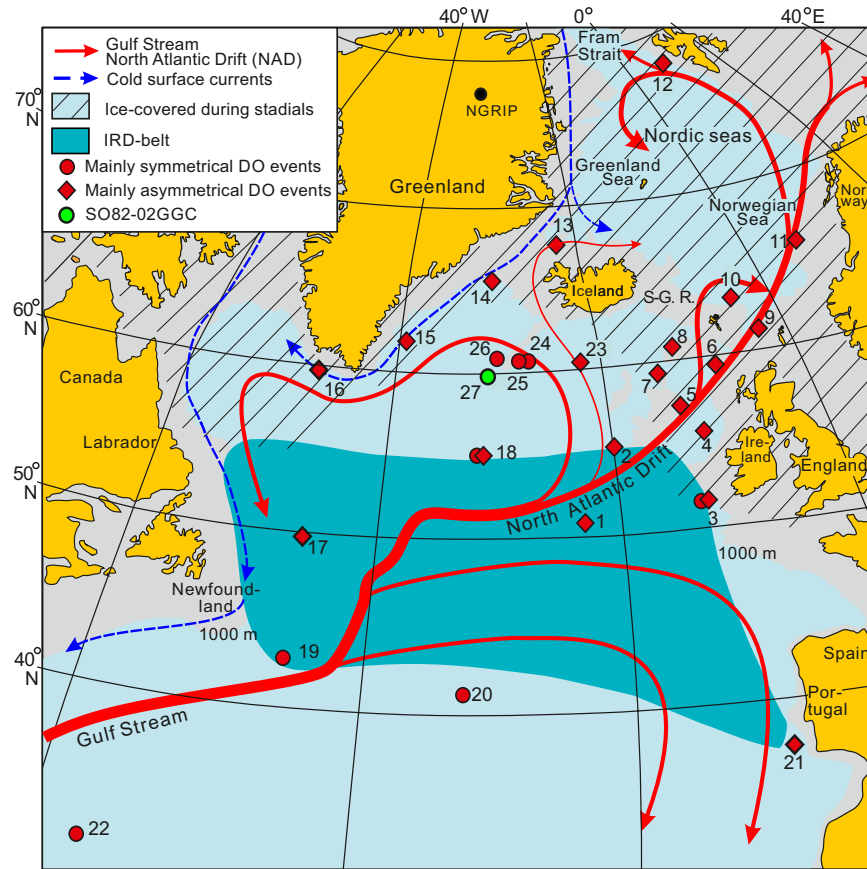 40°W
0°
40°E
Gulf Stream
North Atlantic Drift (NAD)
Cold surface currents
Ice-covered during stadials
IRD-belt
Mainly symmetrical DO events
Mainly asymmetrical DO events
SO82-02GGC
Fram
Strait
12
70°
N
NGRIP
Nordic seas
Greenland
Sea
Greenland
Nor-
way
Norwegian
Sea
13
11
Iceland
S-G. R.
10
14
60°
N
9
15
8
26
24
23
6
25
7
16
27
5
Canada
Labrador
4
Ire-
land
England
18
2
50°
N
North Atlantic Drift
3
1
17
1000 m
Newfound-
land
1000 m
19
Spain
40°
N
20
Por-
tugal
Gulf Stream
21
22